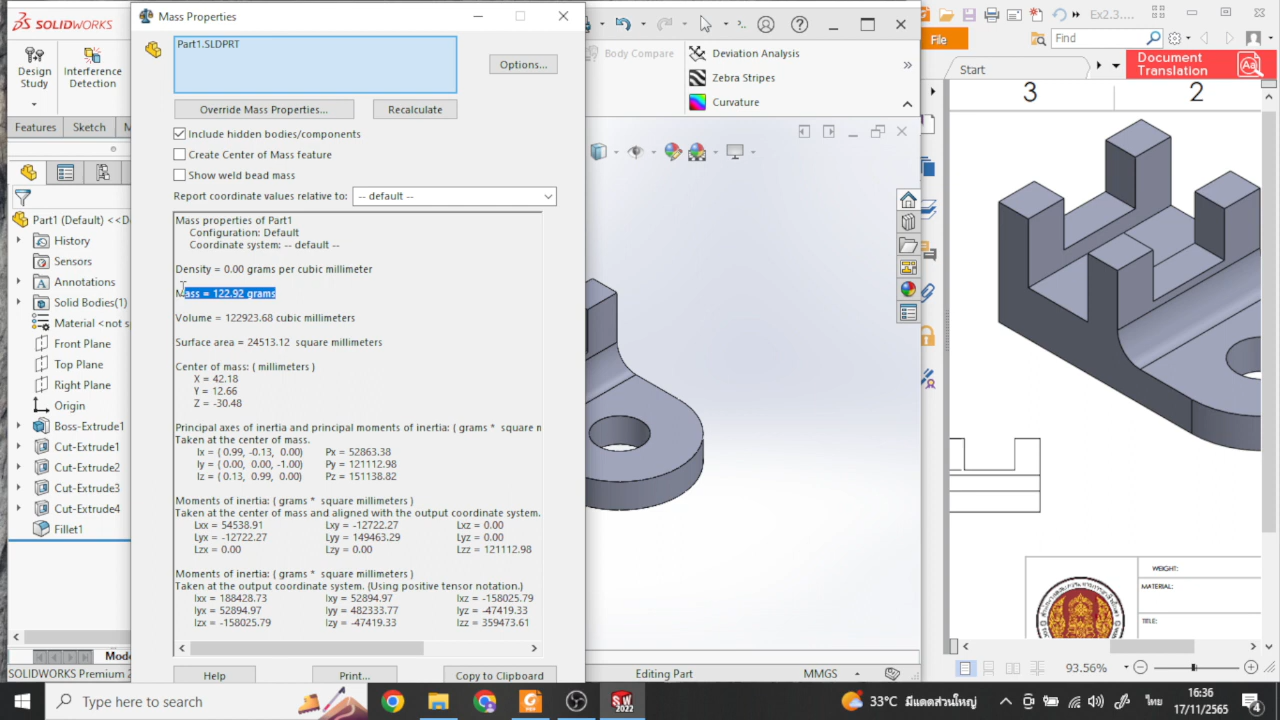 SOLIDWORKS
Mass Properties
Part1.SLDPRT
Options...
Override Mass Properties...
Recalculate
Include hidden bodies/components
Create Center of Mass feature
Show weld bead mass
Report coordinate values relative to:
-- default --
Mass properties of Part1
Configuration: Default
Coordinate system: -- default --
Density = 0.00 grams per cubic millimeter
Mass = 122.92 grams
Volume = 122923.68 cubic millimeters
Surface area = 24513.12 square millimeters
Center of mass: ( millimeters )
X = 42.18
Y = 12.66
Z = -30.48
Principal axes of inertia and principal moments of inertia: ( grams * square n
Taken at the center of mass.
Ix = ( 0.99, -0.13, 0.00) Px = 52863.38
Iy = ( 0.00, 0.00, -1.00) Py = 121112.98
Iz = ( 0.13, 0.99, 0.00) Pz = 151138.82
Moments of inertia: ( grams * square millimeters )
Taken at the center of mass and aligned with the output coordinate system.
Lxx = 54538.91 Lxy = -12722.27 Lxz = 0.00
Lyx = -12722.27 Lyy = 149463.29 Lyz = 0.00
Lzx = 0.00 Lzy = 0.00 Lzz = 121112.98
Moments of inertia: ( grams * square millimeters )
Taken at the output coordinate system. (Using positive tensor notation.)
Ixx = 188428.73 Ixy = 52894.97 Ixz = -158025.79
Iyx = 52894.97 Iyy = 482333.77 Iyz = -47419.33
Izx = -158025.79 Izy = -47419.33 Izz = 359473.61
Help
Print...
Copy to Clipboard
Design
Study
Interference
Detection
Features
Sketch
M
Part1 (Default) <<D
History
Sensors
Annotations
Solid Bodies(1)
Material <not s
Front Plane
Top Plane
Right Plane
Origin
Boss-Extrude1
Cut-Extrude1
Cut-Extrude2
Cut-Extrude3
Cut-Extrude4
Fillet1
Mode
SOLIDWORKS Premium 2
Body Compare
Deviation Analysis
Zebra Stripes
Curvature
Editing Part
MMGS
Ex2.3....
File
Find
Start
Document
Translation
3
2
WEIGHT:
MATERIAL:
TITLE:
93.56%
Type here to search
SW
2022
33°C มีแดดส่วนใหญ่
ไทย
16:36
17/11/2565
4